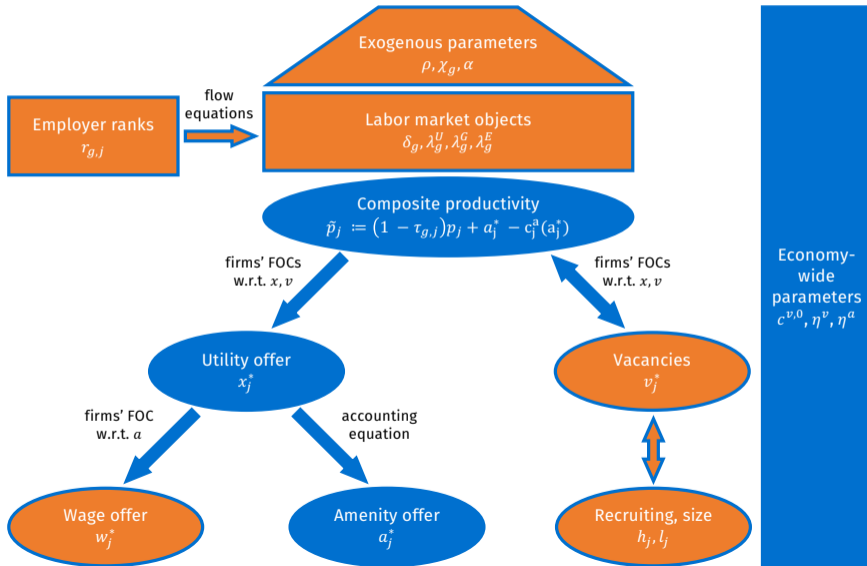 Exogenous parameters
ρ, χ_g, α
flow
equations
Employer ranks
r_{g,j}
Labor market objects
δ_g, λ_g^U, λ_g^G, λ_g^E
Composite productivity
p̃_j := (1 − τ_{g,j})p_j + a_j^* − c_j^a(a_j^*)
firms' FOCs
w.r.t. x, v
firms' FOCs
w.r.t. x, v
Economy-
wide
parameters
c^{v,0}, η^v, η^a
Utility offer
x_j^*
Vacancies
v_j^*
firms' FOC
w.r.t. a
accounting
equation
Wage offer
w_j^*
Amenity offer
a_j^*
Recruiting, size
h_j, l_j